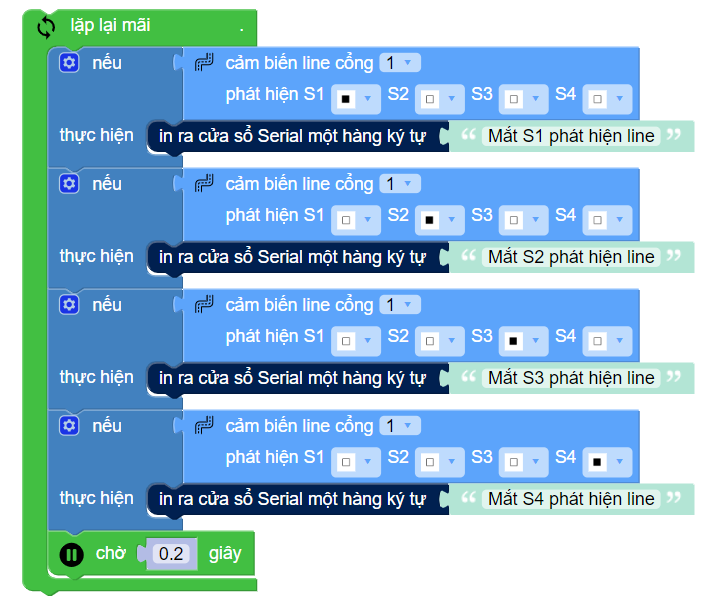 lặp lại mãi .
nếu cảm biến line cổng 1
phát hiện S1 S2 S3 S4
thực hiện in ra cửa sổ Serial một hàng ký tự “ Mắt S1 phát hiện line ”
nếu cảm biến line cổng 1
phát hiện S1 S2 S3 S4
thực hiện in ra cửa sổ Serial một hàng ký tự “ Mắt S2 phát hiện line ”
nếu cảm biến line cổng 1
phát hiện S1 S2 S3 S4
thực hiện in ra cửa sổ Serial một hàng ký tự “ Mắt S3 phát hiện line ”
nếu cảm biến line cổng 1
phát hiện S1 S2 S3 S4
thực hiện in ra cửa sổ Serial một hàng ký tự “ Mắt S4 phát hiện line ”
chờ 0.2 giây